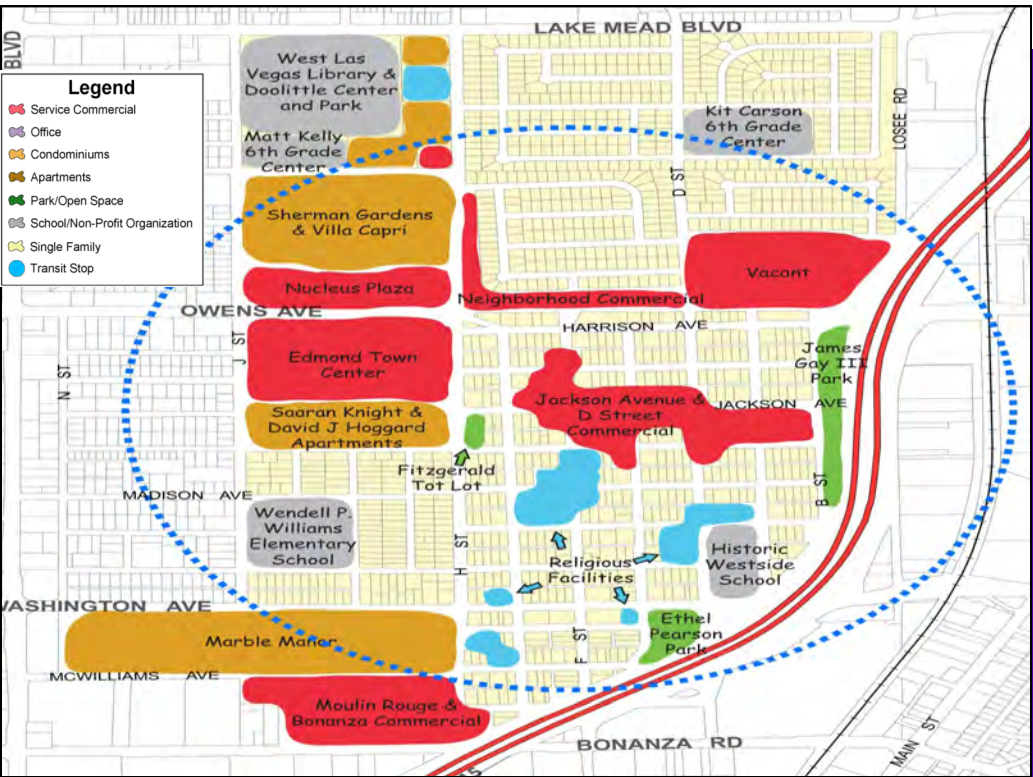 LAKE MEAD BLVD
BLVD
West Las
Vegas Library &
Doolittle Center
and Park
Legend
Service Commercial
Office
Condominiums
Apartments
Park/Open Space
School/Non-Profit Organization
Single Family
Transit Stop
Kit Carson
6th Grade
Center
LOSEE RD
Matt Kelly
6th Grade
Center
D ST
Sherman Gardens
& Villa Capri
Vacant
Nucleus Plaza
Neighborhood Commercial
OWENS AVE
HARRISON AVE
J ST
Edmond Town
Center
James
Gay III
Park
N ST
Jackson Avenue &
D Street
Commercial
JACKSON AVE
Saaran Knight &
David J Hoggard
Apartments
Fitzgerald
Tot Lot
MADISON AVE
B ST
Wendell P.
Williams
Elementary
School
H ST
Religious
Facilities
Historic
Westside
School
WASHINGTON AVE
Ethel
Pearson
Park
F ST
Marble Manor
MCWILLIAMS AVE
Moulin Rouge &
Bonanza Commercial
BONANZA RD
MAIN ST